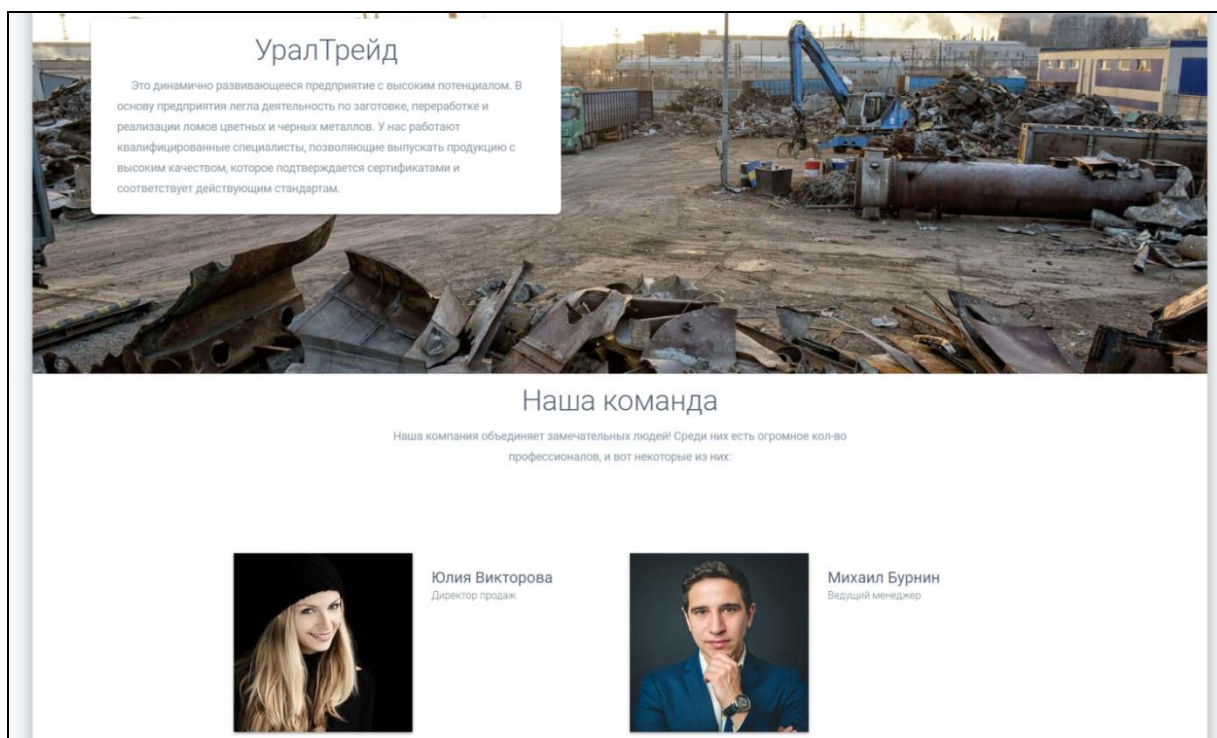 УралТрейд
Это динамично развивающееся предприятие с высоким потенциалом. В
основу предприятия легла деятельность по заготовке, переработке и
реализации ломов цветных и черных металлов. У нас работают
квалифицированные специалисты, позволяющие выпускать продукцию с
высоким качеством, которое подтверждается сертификатами и
соответствует действующим стандартам.
Наша команда
Наша компания объединяет замечательных людей! Среди них есть огромное кол-во
профессионалов, и вот некоторые из них:
Юлия Викторова
Директор продаж
Михаил Бурнин
Ведущий менеджер